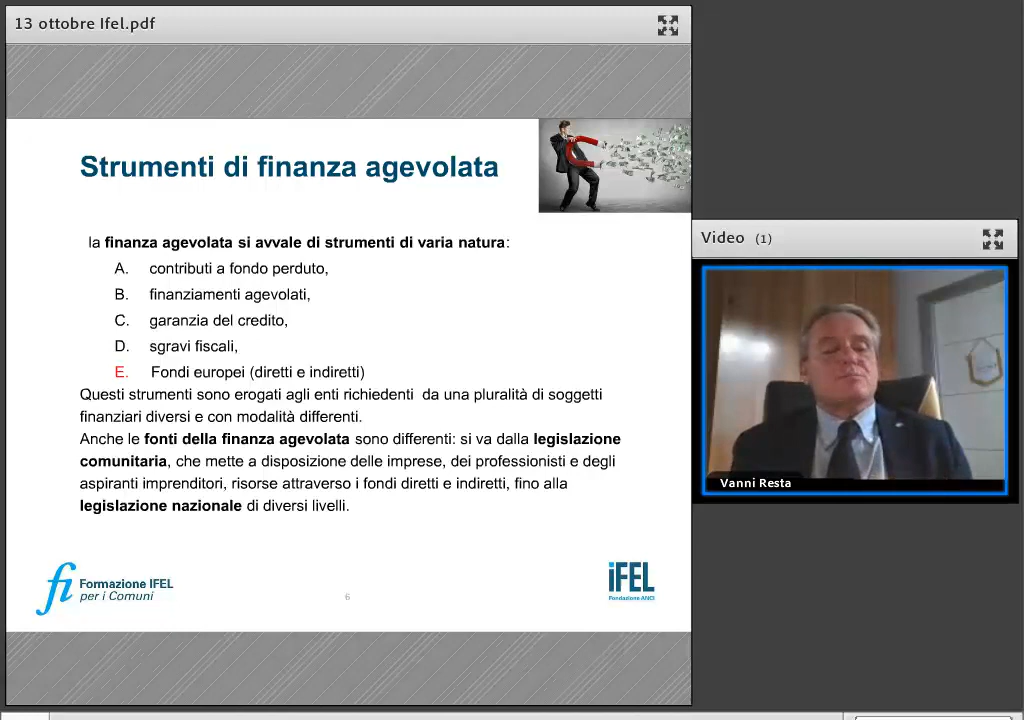 13 ottobre Ifel.pdf
Strumenti di finanza agevolata
la finanza agevolata si avvale di strumenti di varia natura:
A. contributi a fondo perduto,
B. finanziamenti agevolati,
C. garanzia del credito,
D. sgravi fiscali,
E. Fondi europei (diretti e indiretti)
Questi strumenti sono erogati agli enti richiedenti da una pluralità di soggetti
finanziari diversi e con modalità differenti.
Anche le fonti della finanza agevolata sono differenti: si va dalla legislazione
comunitaria, che mette a disposizione delle imprese, dei professionisti e degli
aspiranti imprenditori, risorse attraverso i fondi diretti e indiretti, fino alla
legislazione nazionale di diversi livelli.
fi Formazione IFEL
per i Comuni
6
iFEL
Fondazione ANCI
Video (1)
Vanni Resta